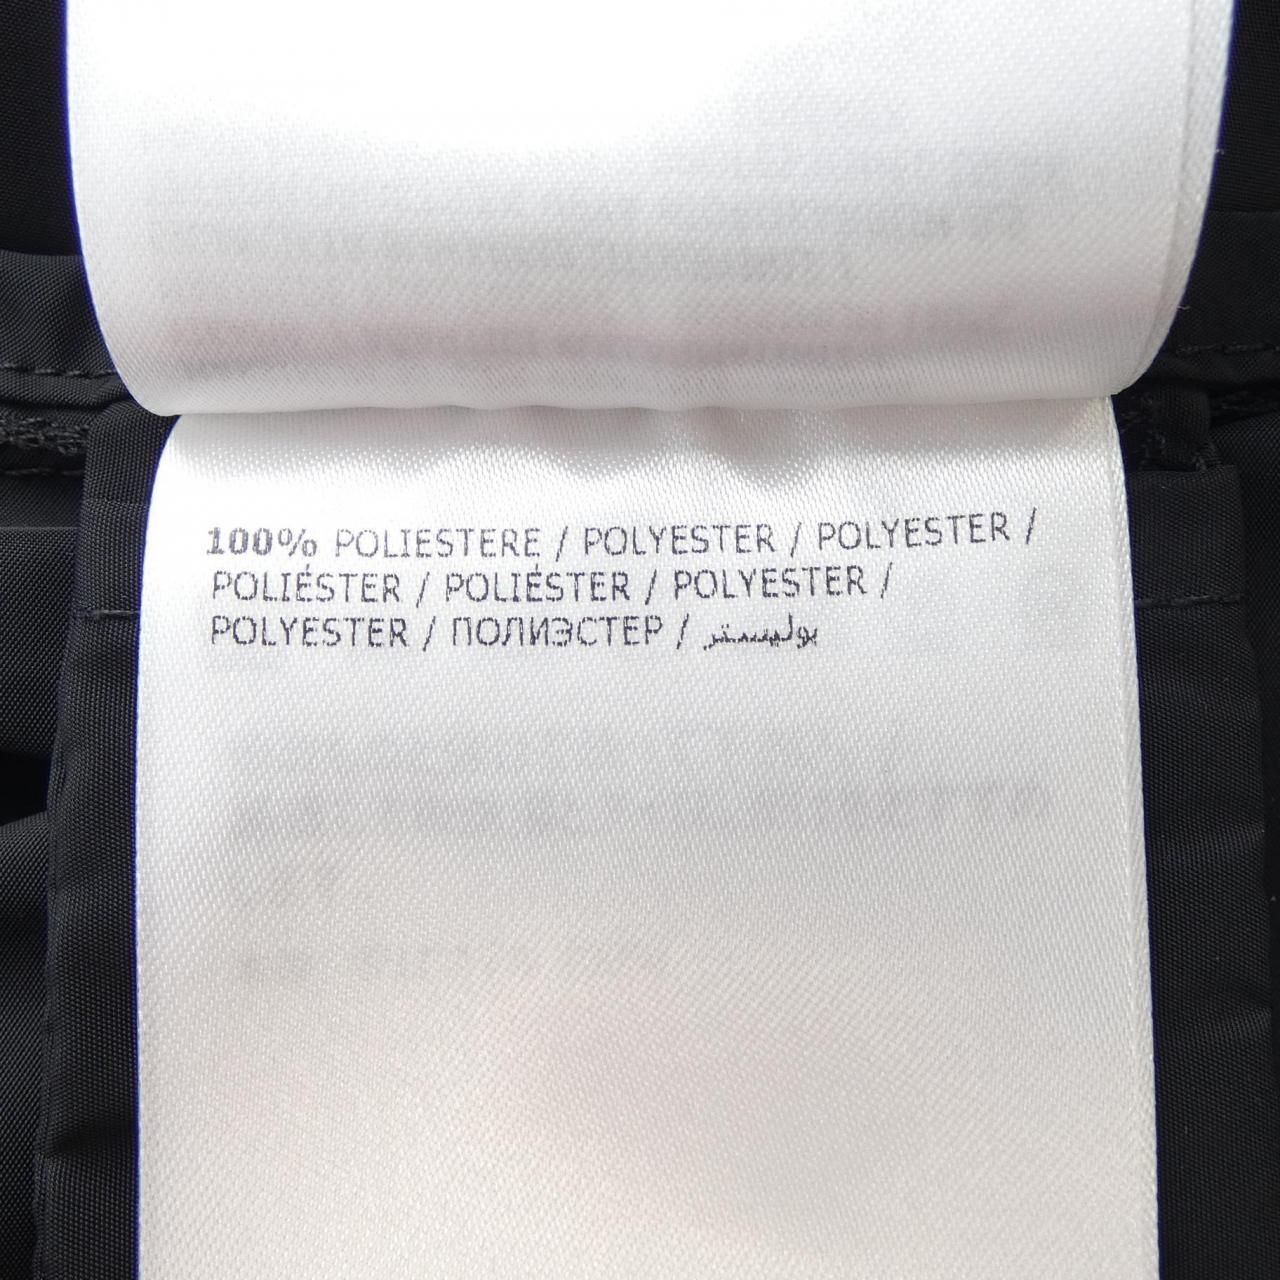 100% POLIESTERE / POLYESTER / POLYESTER /
POLIÉSTER / POLIÉSTER / POLYESTER /
POLYESTER / ПОЛИЭСТЕР / بوليستر